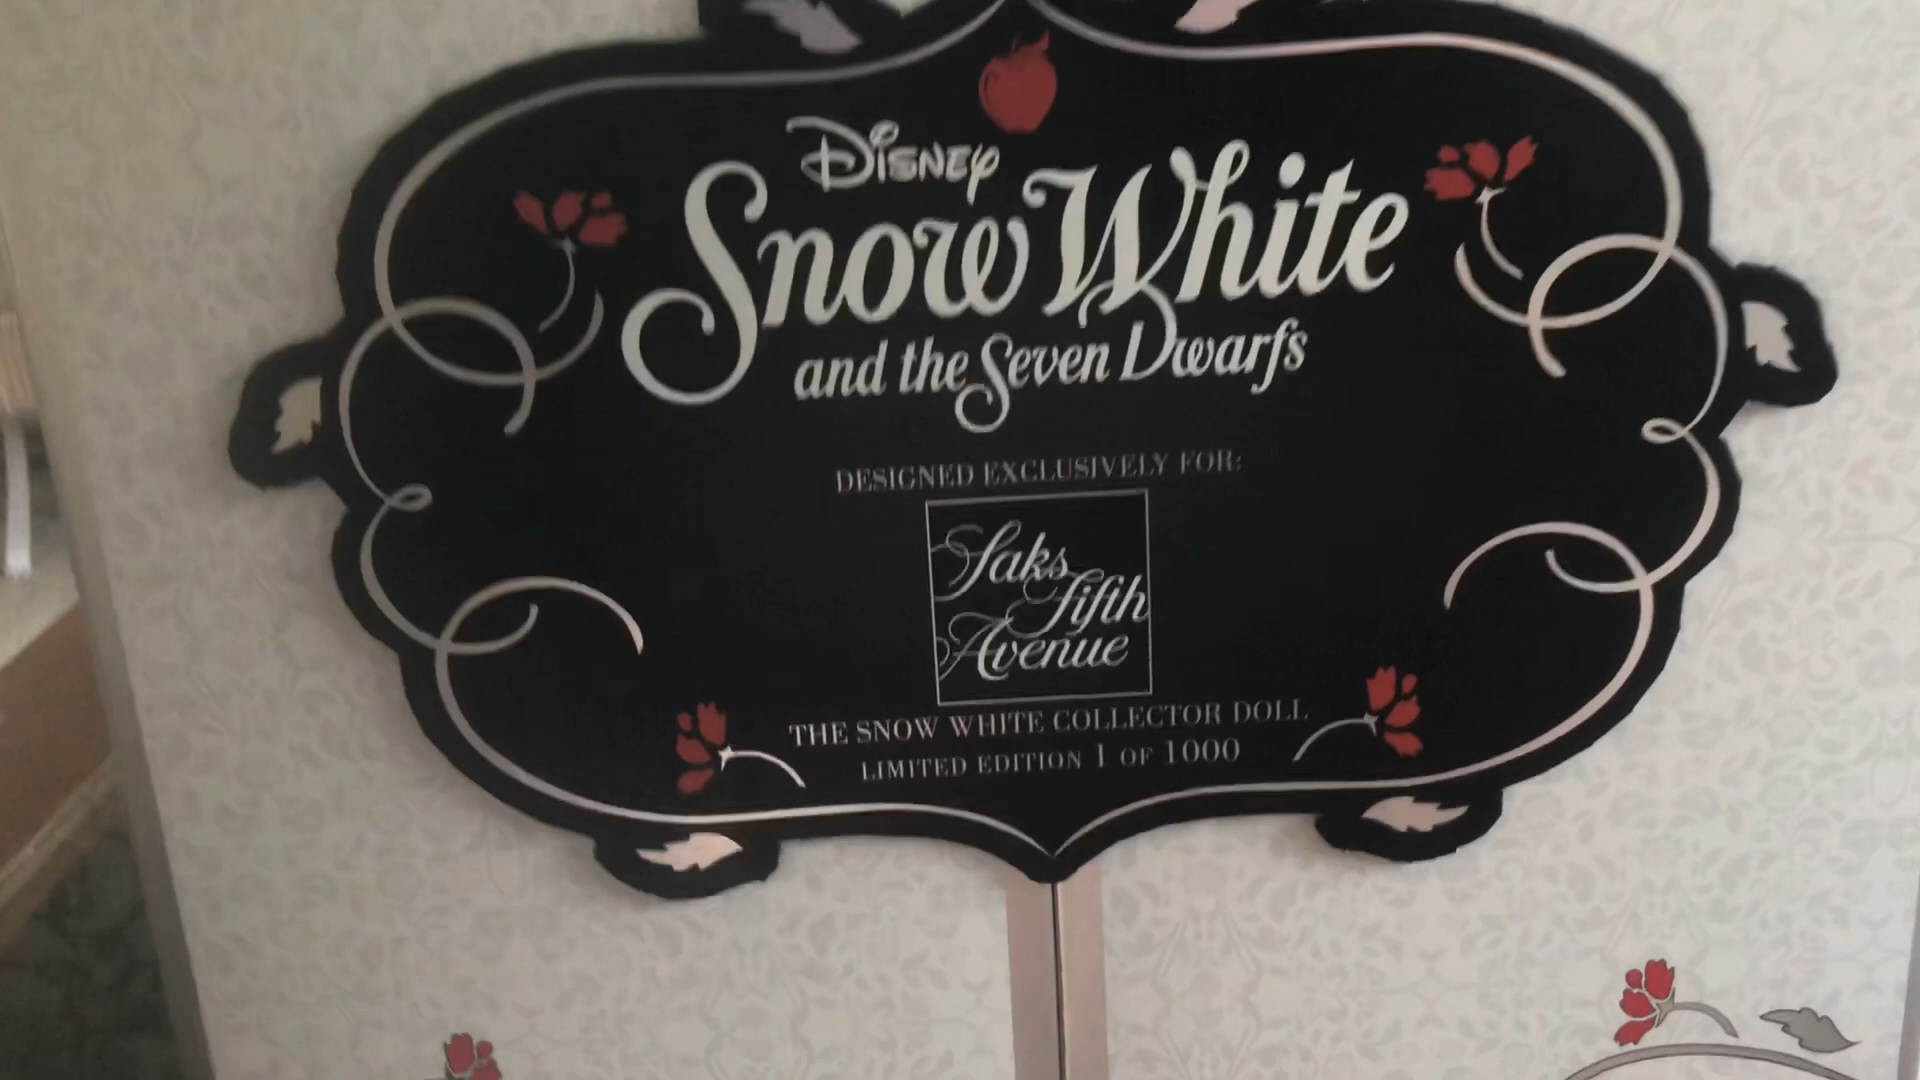 Disney
Snow White
and the Seven Dwarfs
DESIGNED EXCLUSIVELY FOR:
Saks
Fifth
Avenue
THE SNOW WHITE COLLECTOR DOLL
LIMITED EDITION 1 OF 1000